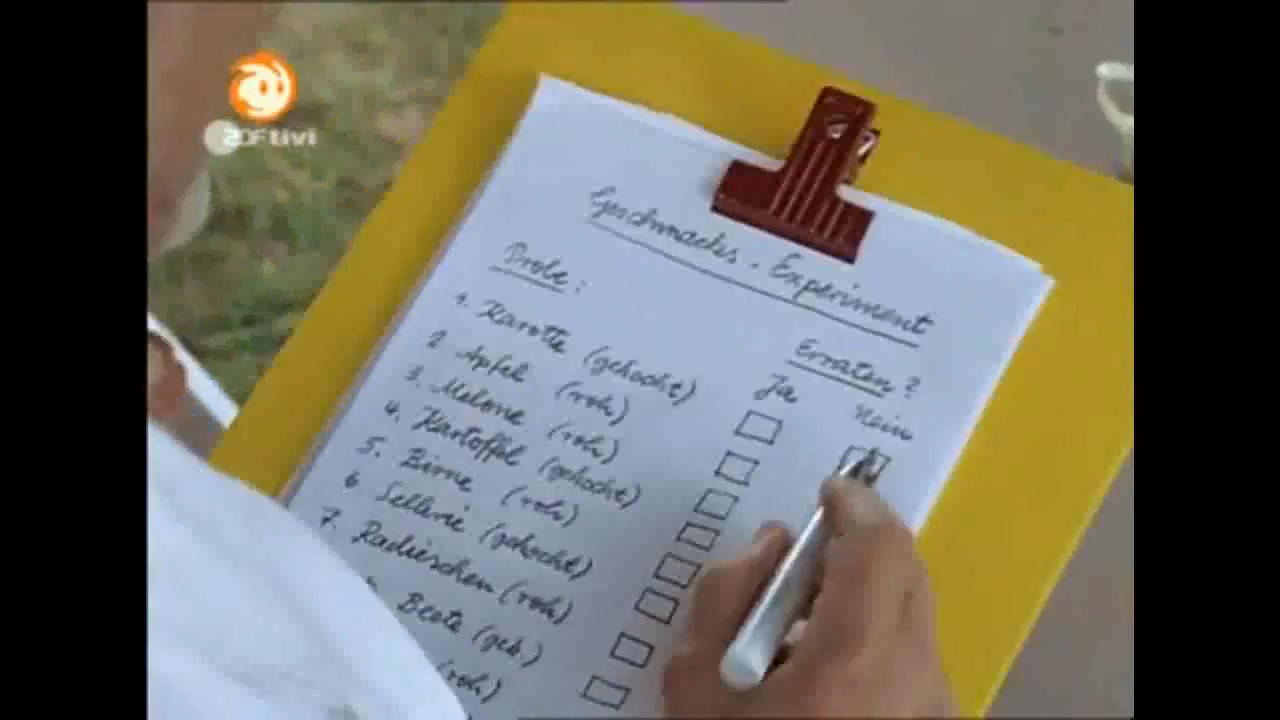 ZDFtivi
Geschmacks-Experiment
Probe: Erraten?
Ja Nein
1. Karotte (gekocht)
2. Apfel (roh)
3. Melone (roh)
4. Kartoffel (gekocht)
5. Birne (roh)
6 Sellerie (gekocht)
7. Radieschen (roh)
Beete (gek.)
(roh)